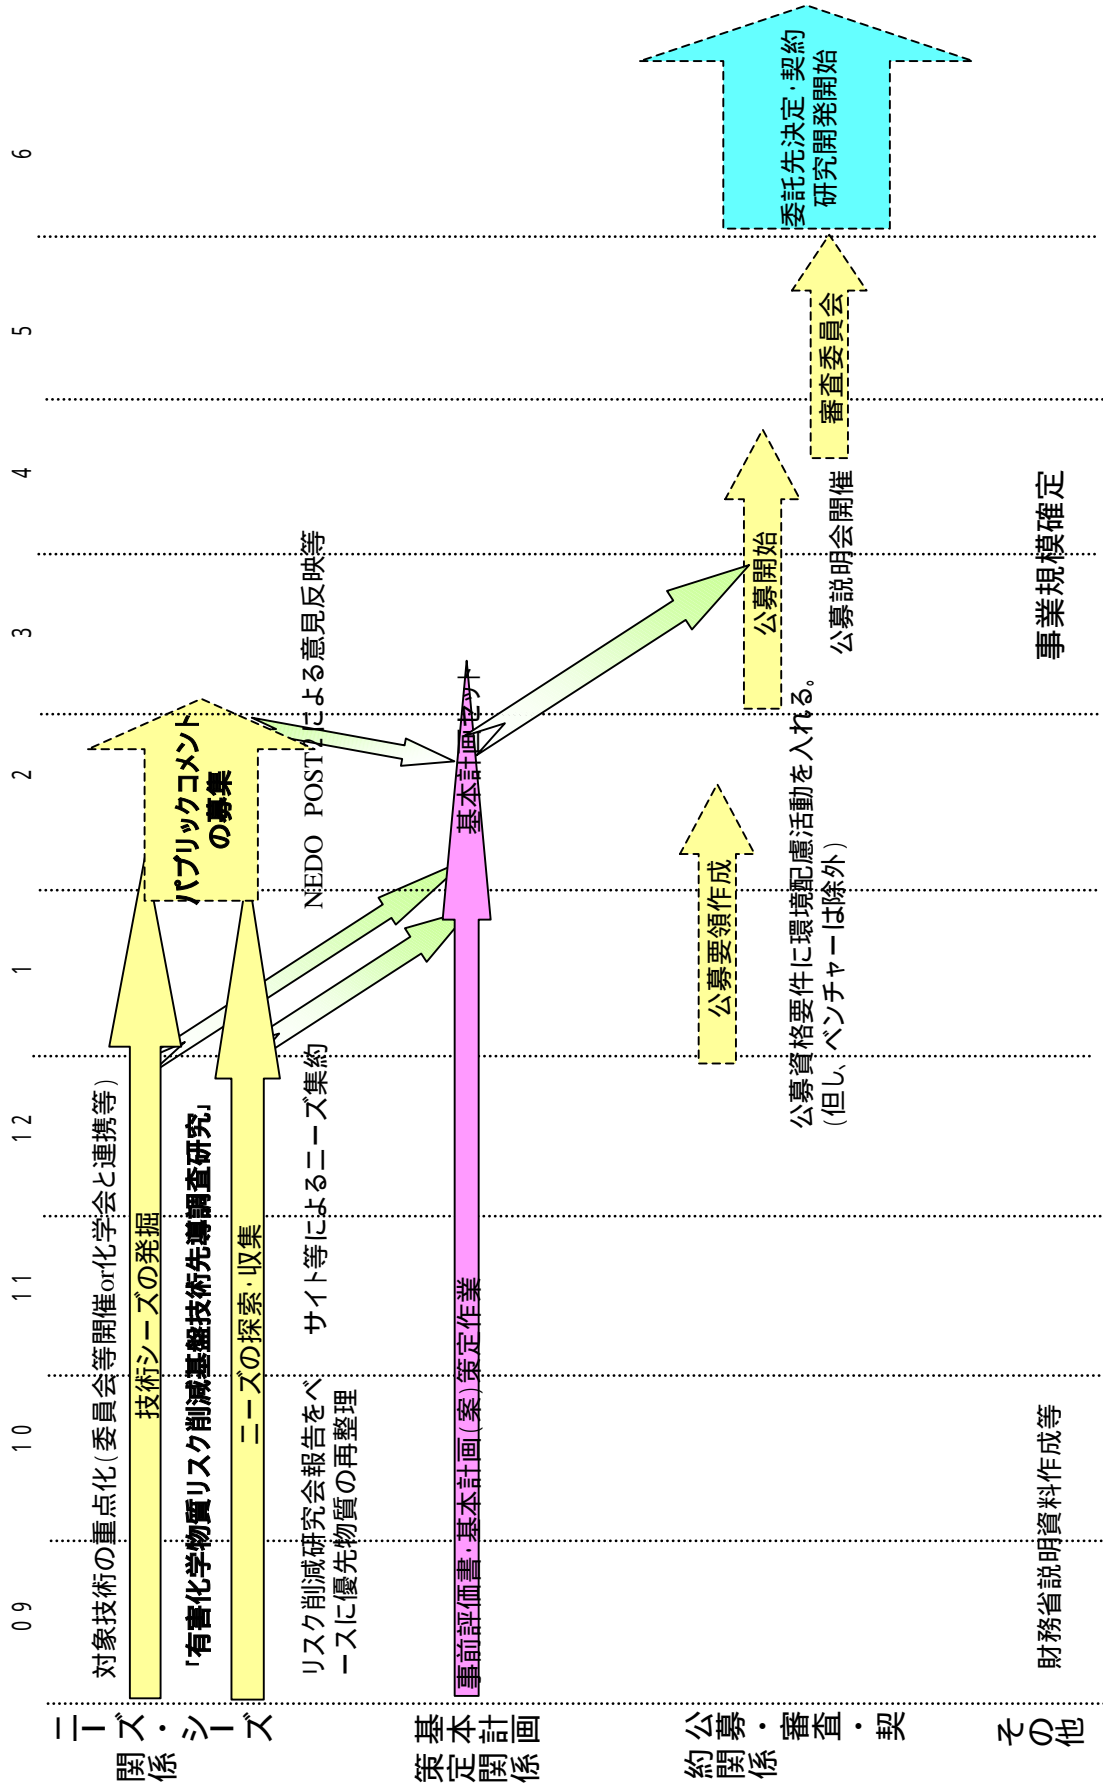 09 10 11 12 1 2 3 4 5 6
ニーズ・シーズ
関係
対象技術の重点化(委員会等開催or化学会と連携等)
技術シーズの発掘
「有害化学物質リスク削減基盤技術先導調査研究」
ニーズの探索・収集
パブリックコメント
の募集
リスク削減研究会報告をベ
ースに優先物質の再整理
サイト等によるニーズ集約
NEDO POST2による意見反映等
基本計画
策定関係
事前評価書・基本計画(案)策定作業
基本計画セット
公募・審査・契
約関係
公募要領作成
公募資格要件に環境配慮活動を入れる。
(但し、ベンチャーは除外)
公募開始
公募説明会開催
審査委員会
委託先決定・契約
研究開発開始
その他
財務省説明資料作成等
事業規模確定